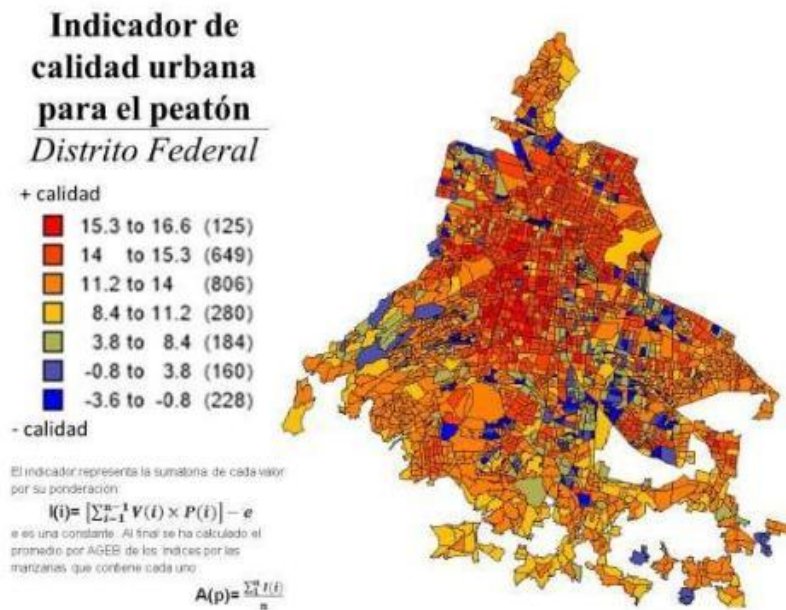 Indicador de
calidad urbana
para el peatón
Distrito Federal
+ calidad
15.3 to 16.6 (125)
14 to 15.3 (649)
11.2 to 14 (806)
8.4 to 11.2 (280)
3.8 to 8.4 (184)
-0.8 to 3.8 (160)
-3.6 to -0.8 (228)
- calidad
El indicador representa la sumatoria de cada valor
por su ponderación
I(i)= [∑ⁿ⁻¹ᵢ₌₁ V(i) × P(i)] − e
e es una constante. Al final se ha calculado el
promedio por AGEB de los índices por las
manzanas que contiene cada uno
A(p)= ∑ⁿ₁ I(i) / n